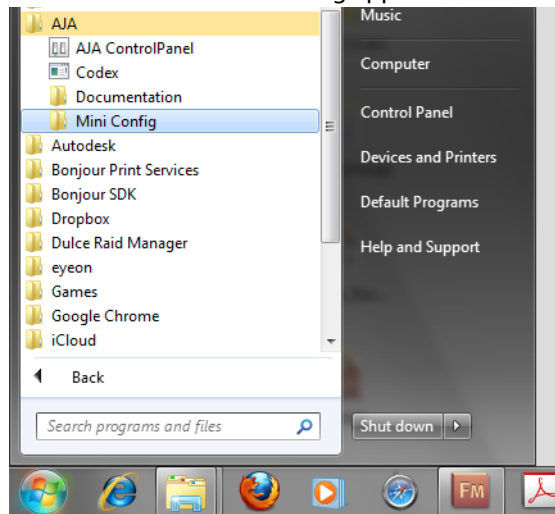 AJA
AJA ControlPanel
Codex
Documentation
Mini Config
Autodesk
Bonjour Print Services
Bonjour SDK
Dropbox
Dulce Raid Manager
eyeon
Games
Google Chrome
iCloud
Back
Search programs and files
Music
Computer
Control Panel
Devices and Printers
Default Programs
Help and Support
Shut down
FM